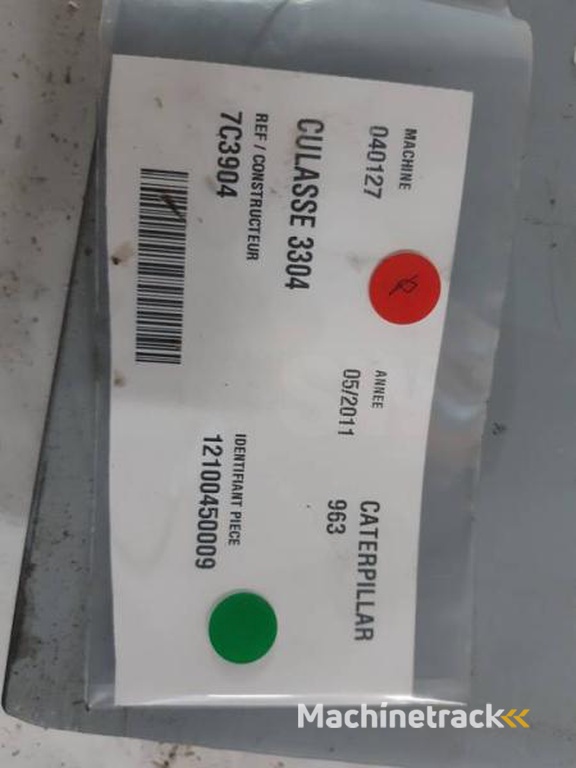 MACHINE
040127
ANNEE
05/2011
CATERPILLAR
963
CULASSE 3304
REF / CONSTRUCTEUR
7C3904
IDENTIFIANT PIECE
12100450009
Machinetrack